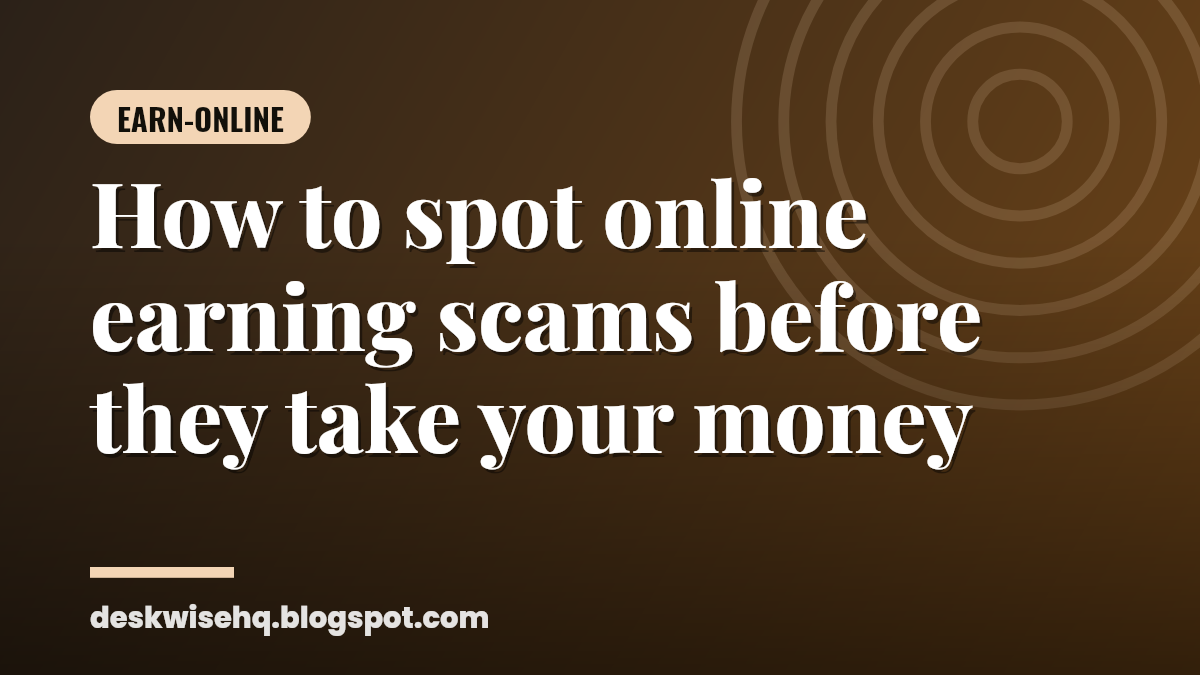 EARN-ONLINE
How to spot online
earning scams before
they take your money
deskwisehq.blogspot.com